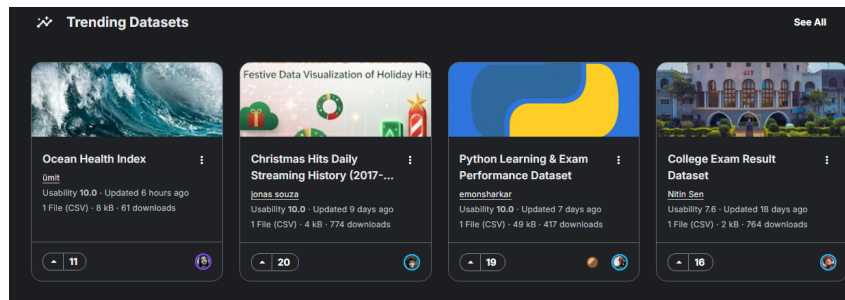 Trending Datasets
See All
Festive Data Visualization of Holiday Hits
JIT
Ocean Health Index
ümit
Usability 10.0 · Updated 6 hours ago
1 File (CSV) · 8 kB · 61 downloads
11
Christmas Hits Daily
Streaming History (2017-...
jonas souza
Usability 10.0 · Updated 9 days ago
1 File (CSV) · 4 kB · 774 downloads
20
Python Learning & Exam
Performance Dataset
emonsharkar
Usability 10.0 · Updated 7 days ago
1 File (CSV) · 49 kB · 417 downloads
19
College Exam Result
Dataset
Nitin Sen
Usability 7.6 · Updated 18 days ago
1 File (CSV) · 2 kB · 764 downloads
16